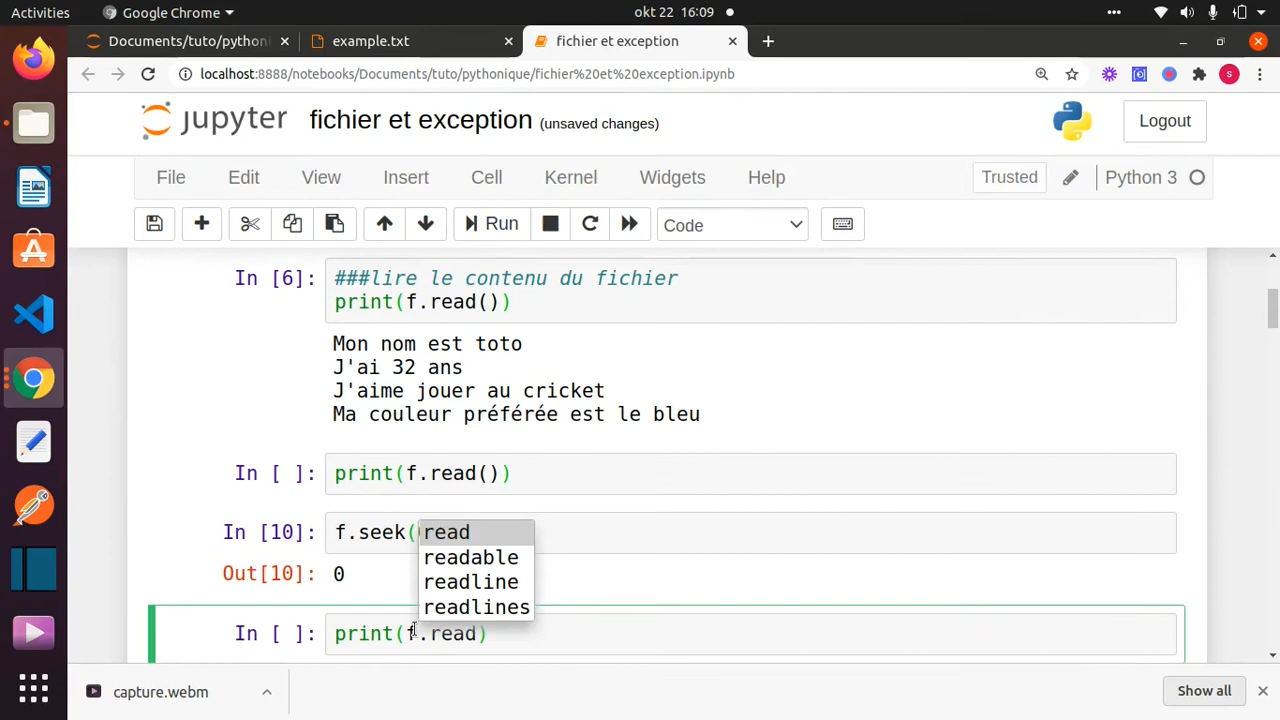 Activities Google Chrome okt 22 16:09
Documents/tuto/python example.txt fichier et exception
localhost:8888/notebooks/Documents/tuto/pythonique/fichier%20et%20exception.ipynb S
jupyter fichier et exception (unsaved changes) Logout
File Edit View Insert Cell Kernel Widgets Help Trusted Python 3
Run Code
In [6]: ###lire le contenu du fichier
print(f.read())
Mon nom est toto
J'ai 32 ans
J'aime jouer au cricket
Ma couleur préférée est le bleu
In [ ]: print(f.read())
In [10]: f.seek(
read
readable
readline
readlines
Out[10]: 0
In [ ]: print(f.read)
capture.webm Show all